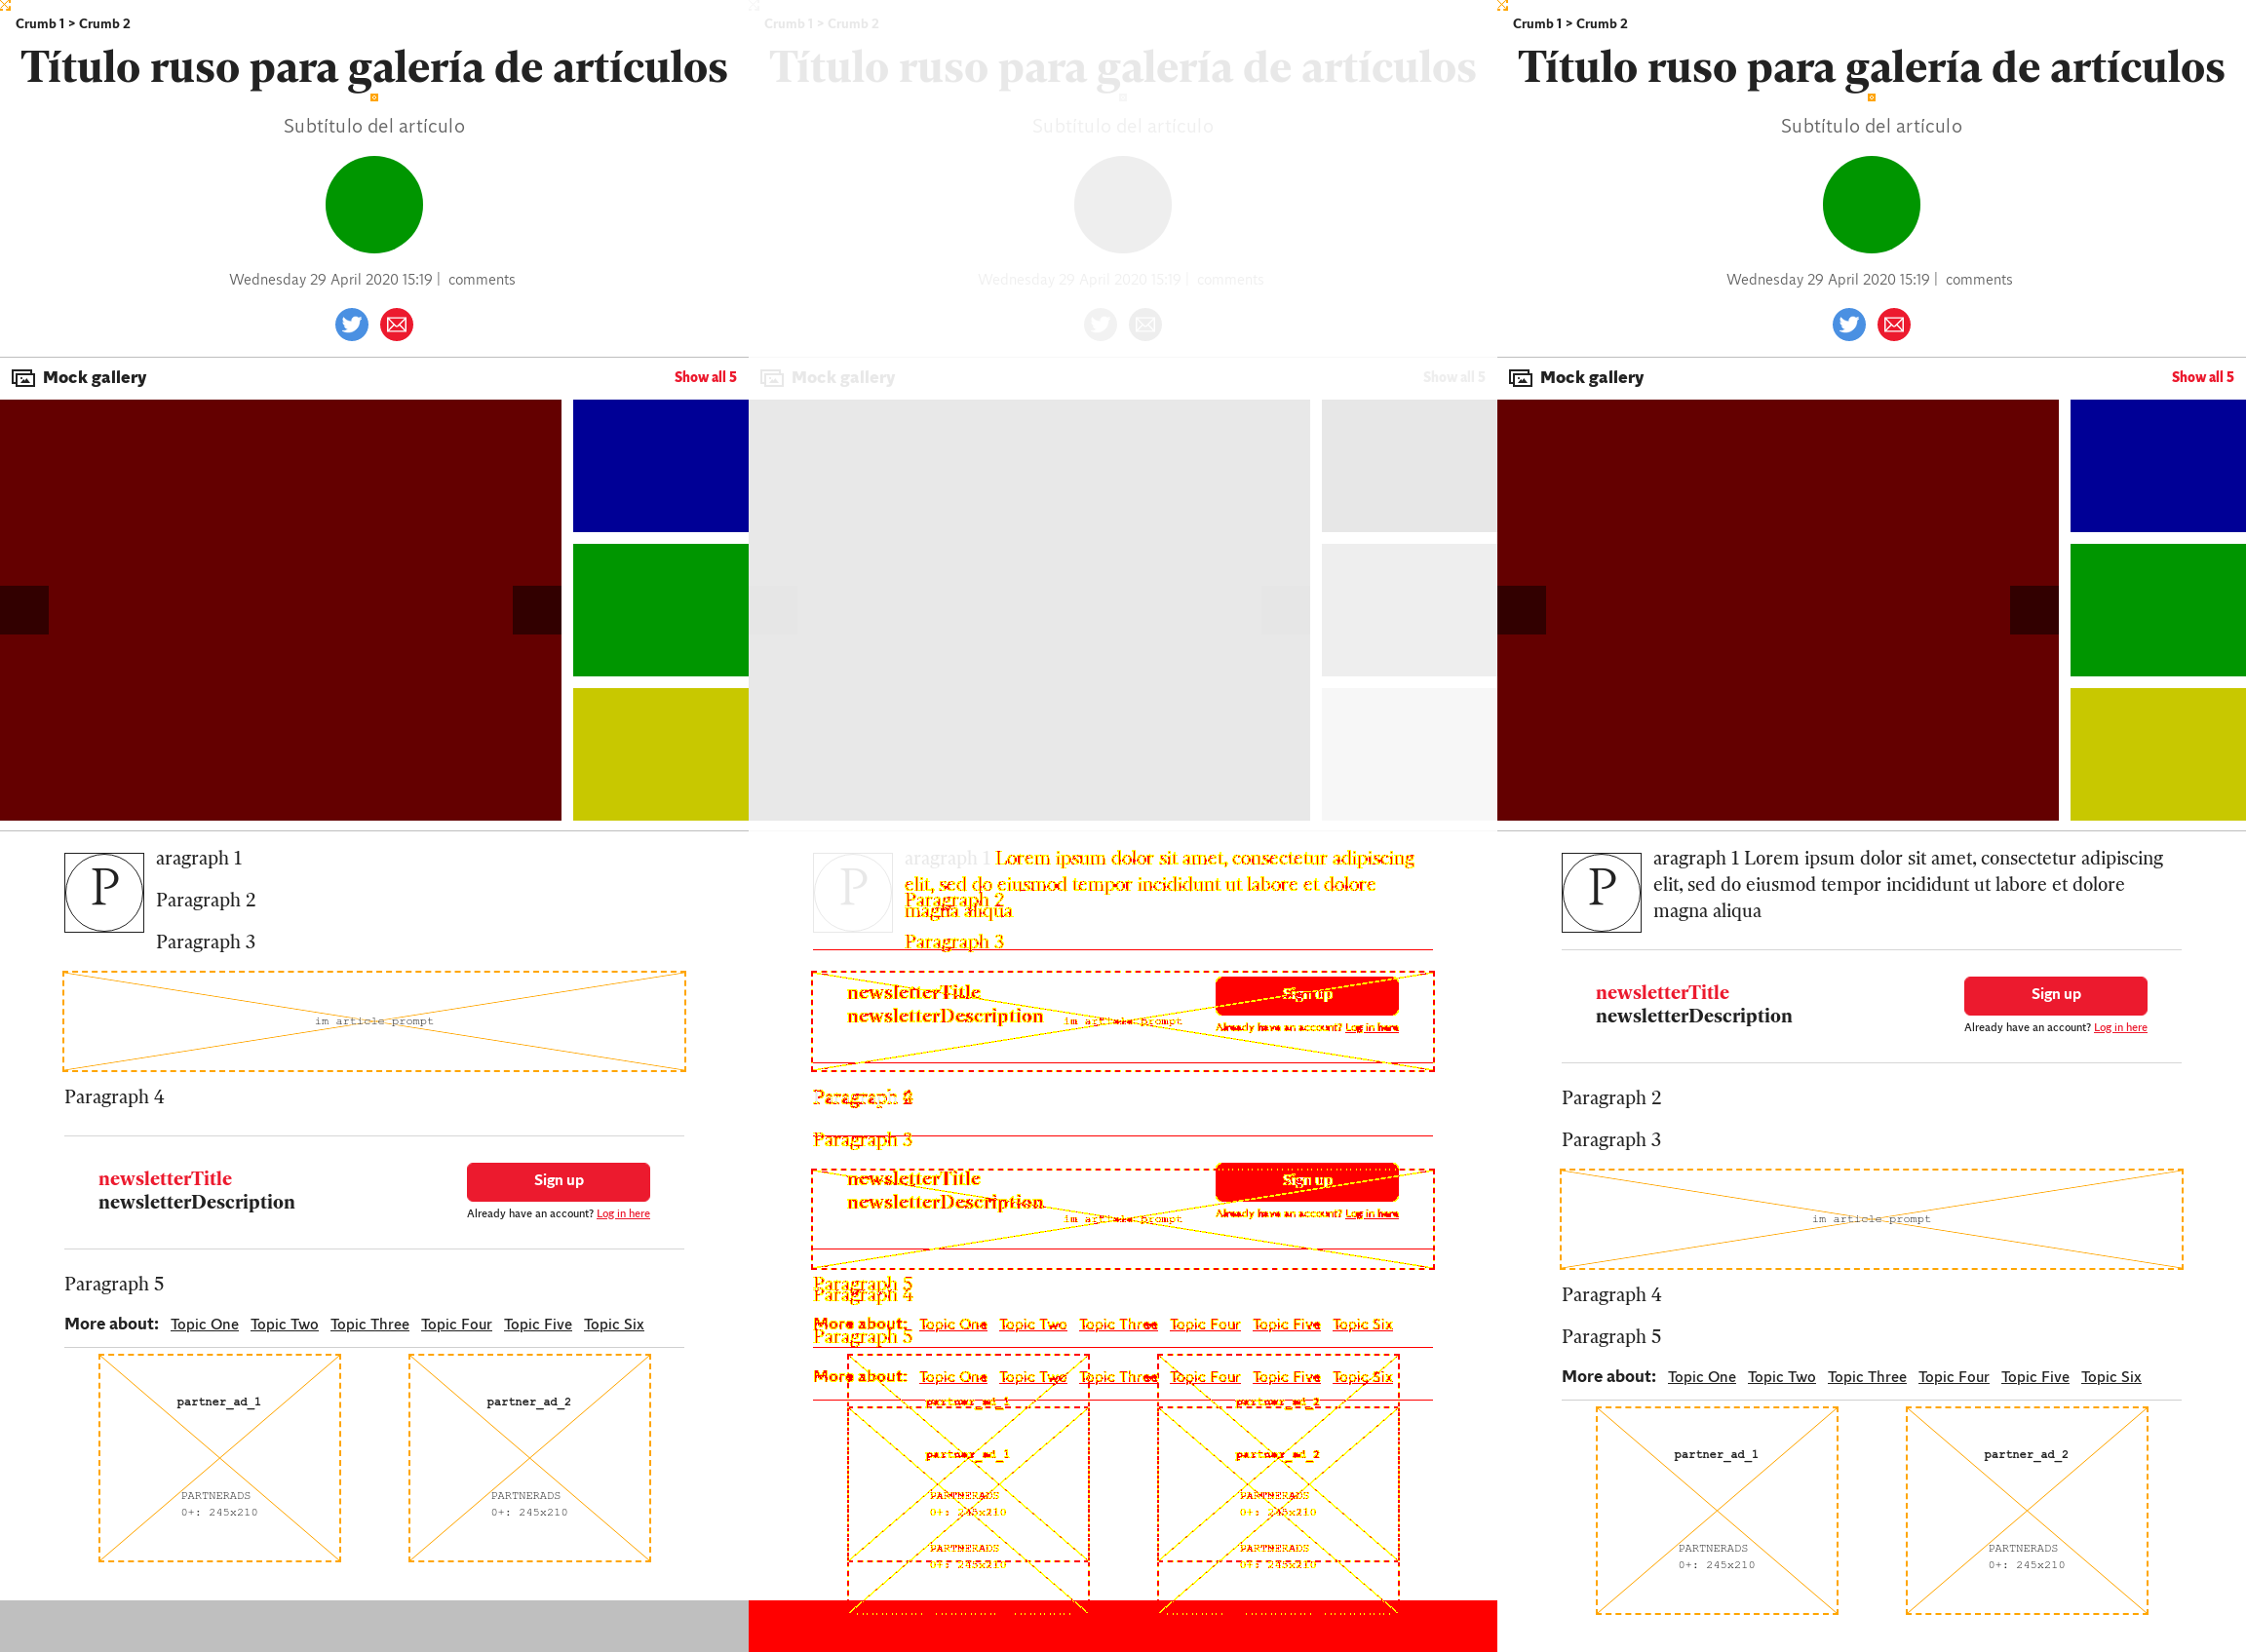 Crumb 1 > Crumb 2
Título ruso para galería de artículos
Subtítulo del artículo
Wednesday 29 April 2020 15:19 | comments
Mock gallery
Show all 5
P
aragraph 1
Paragraph 2
Paragraph 3
im article prompt
Paragraph 4
newsletterTitle
newsletterDescription
Sign up
Already have an account? Log in here
Paragraph 5
More about: Topic One Topic Two Topic Three Topic Four Topic Five Topic Six
partner_ad_1
PARTNERADS
0+: 245x210
partner_ad_2
PARTNERADS
0+: 245x210
Crumb 1 > Crumb 2
Título ruso para galería de artículos
Subtítulo del artículo
Wednesday 29 April 2020 15:19 | comments
Mock gallery
Show all 5
P
aragraph 1 Lorem ipsum dolor sit amet, consectetur adipiscing
elit, sed do eiusmod tempor incididunt ut labore et dolore
Paragraph 2
magna aliqua
Paragraph 3
newsletterTitle
newsletterDescription
im article prompt
Sign up
Already have an account? Log in here
Paragraph 3
newsletterTitle
newsletterDescription
im article prompt
Sign up
Already have an account? Log in here
Paragraph 5
Paragraph 4
More about: Topic One Topic Two Topic Three Topic Four Topic Five Topic Six
Paragraph 5
More about: Topic One Topic Two Topic Three Topic Four Topic Five Topic Six
partner_ad_1
partner_ad_2
partner_ad_1
partner_ad_2
PARTNERADS
0+: 245x210
PARTNERADS
0+: 245x210
PARTNERADS
0+: 245x210
PARTNERADS
0+: 245x210
Crumb 1 > Crumb 2
Título ruso para galería de artículos
Subtítulo del artículo
Wednesday 29 April 2020 15:19 | comments
Mock gallery
Show all 5
P
aragraph 1 Lorem ipsum dolor sit amet, consectetur adipiscing
elit, sed do eiusmod tempor incididunt ut labore et dolore
magna aliqua
newsletterTitle
newsletterDescription
Sign up
Already have an account? Log in here
Paragraph 2
Paragraph 3
im article prompt
Paragraph 4
Paragraph 5
More about: Topic One Topic Two Topic Three Topic Four Topic Five Topic Six
partner_ad_1
PARTNERADS
0+: 245x210
partner_ad_2
PARTNERADS
0+: 245x210